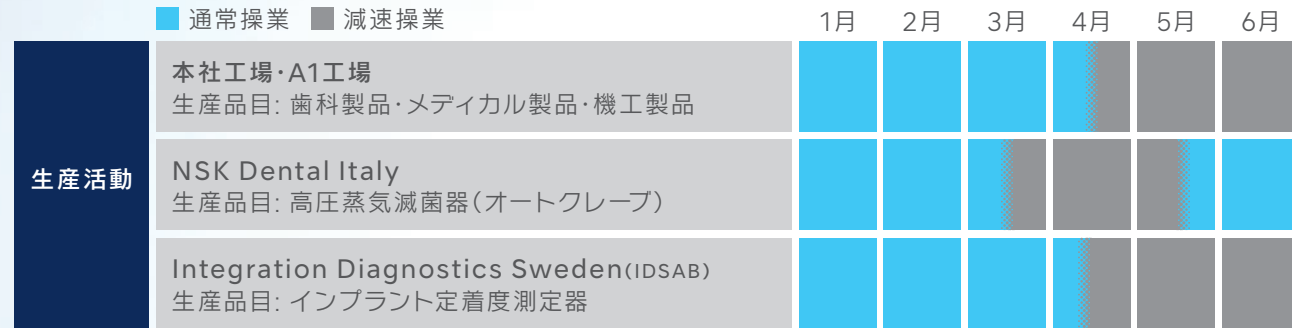 通常操業 減速操業 1月 2月 3月 4月 5月 6月
生産活動
本社工場・A1工場
生産品目: 歯科製品・メディカル製品・機工製品
NSK Dental Italy
生産品目: 高圧蒸気滅菌器(オートクレーブ)
Integration Diagnostics Sweden(IDSAB)
生産品目: インプラント定着度測定器